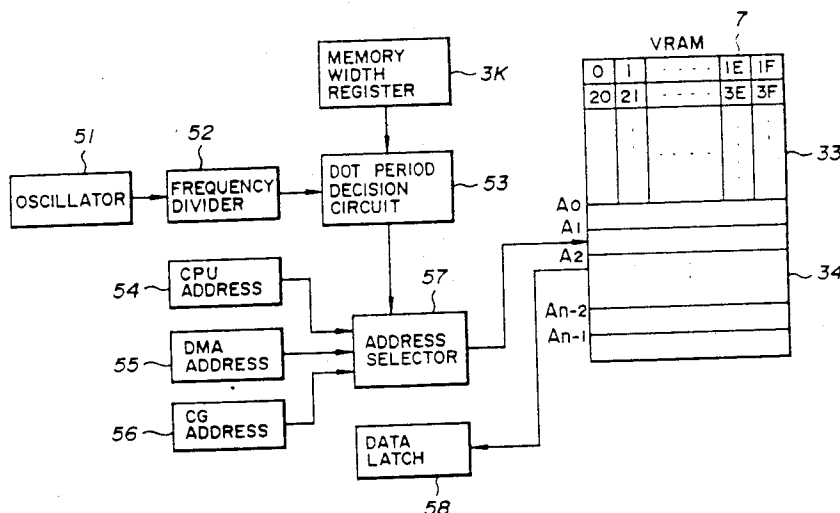 VRAM 7
0 1 ····· 1E 1F
20 21 ····· 3E 3F
33
MEMORY
WIDTH
REGISTER
3K
51
OSCILLATOR
52
FREQUENCY
DIVIDER
DOT PERIOD
DECISION
CIRCUIT
53
A0
A1
A2
An-2
An-1
34
54
CPU
ADDRESS
55
DMA
ADDRESS
56
CG
ADDRESS
57
ADDRESS
SELECTOR
DATA
LATCH
58